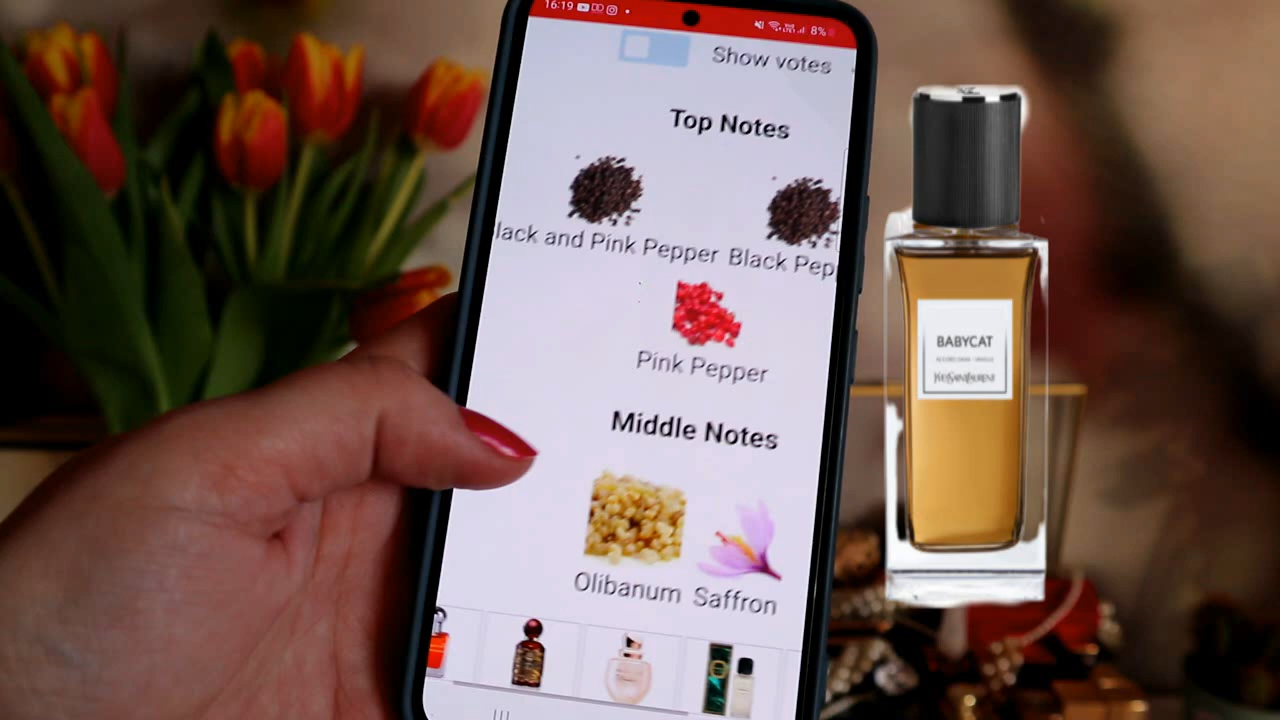 16:19
8%
Show votes
Top Notes
lack and Pink Pepper Black Pep
Pink Pepper
Middle Notes
Olibanum Saffron
BABYCAT
YVESSAINTLAURENT